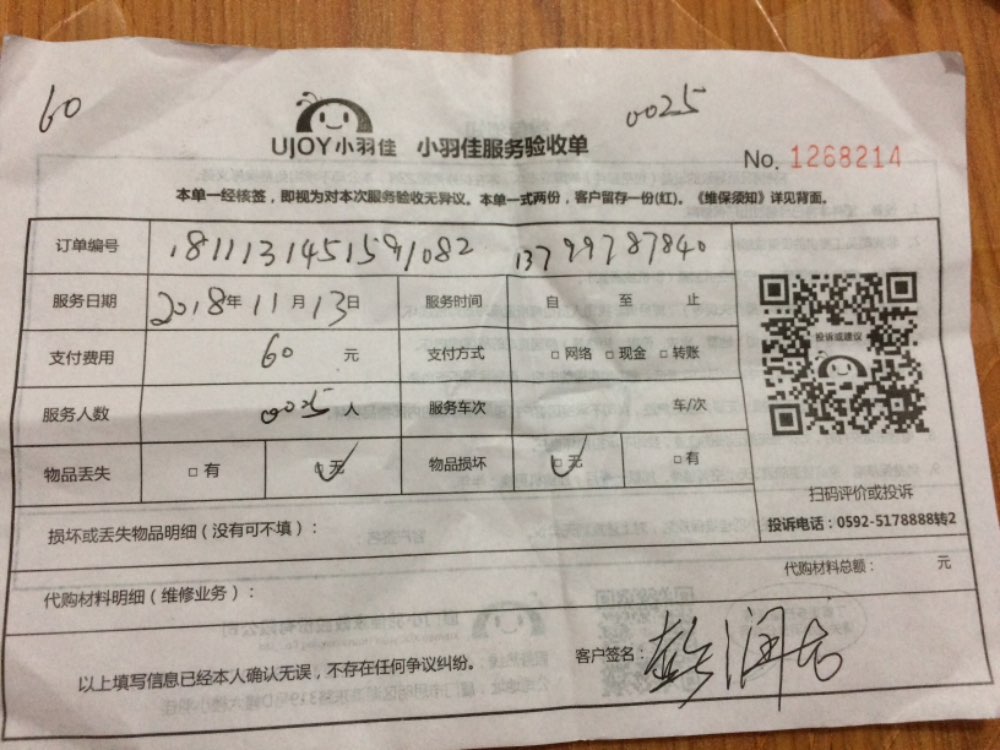 60
0025
UJOY小羽佳 小羽佳服务验收单
No. 1268214
本单一经核签，即视为对本次服务验收无异议。本单一式两份，客户留存一份(红)。《维保须知》详见背面。
订单编号 1811131451591082 13799787840
服务日期 2018年11月13日 服务时间 自 至 止
支付费用 60 元 支付方式 □网络 □现金 □转账
投诉或建议
服务人数 0025 人 服务车次 车/次
物品丢失 □有 □无 ✓ 物品损坏 □无 ✓ □有
扫码评价或投诉
投诉电话：0592-5178888转2
损坏或丢失物品明细（没有可不填）：
代购材料总额： 元
代购材料明细（维修业务）：
客户签名：
以上填写信息已经本人确认无误，不存在任何争议纠纷。